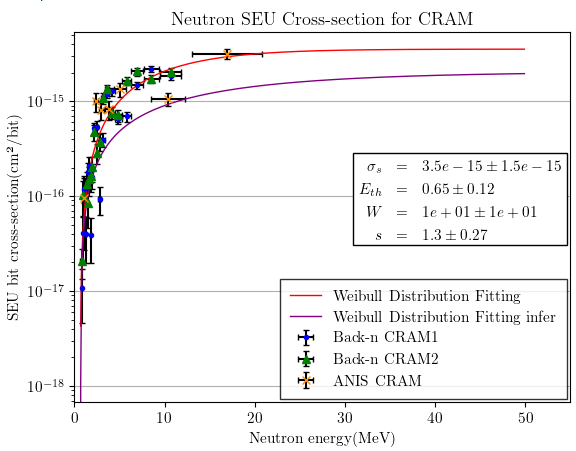 Neutron SEU Cross-section for CRAM
SEU bit cross-section(cm²/bit)
10⁻¹⁵
10⁻¹⁶
10⁻¹⁷
10⁻¹⁸
σₛ = 3.5e − 15 ± 1.5e − 15
Eₜₕ = 0.65 ± 0.12
W = 1e + 01 ± 1e + 01
s = 1.3 ± 0.27
Weibull Distribution Fitting
Weibull Distribution Fitting infer
Back-n CRAM1
Back-n CRAM2
ANIS CRAM
0 10 20 30 40 50
Neutron energy(MeV)